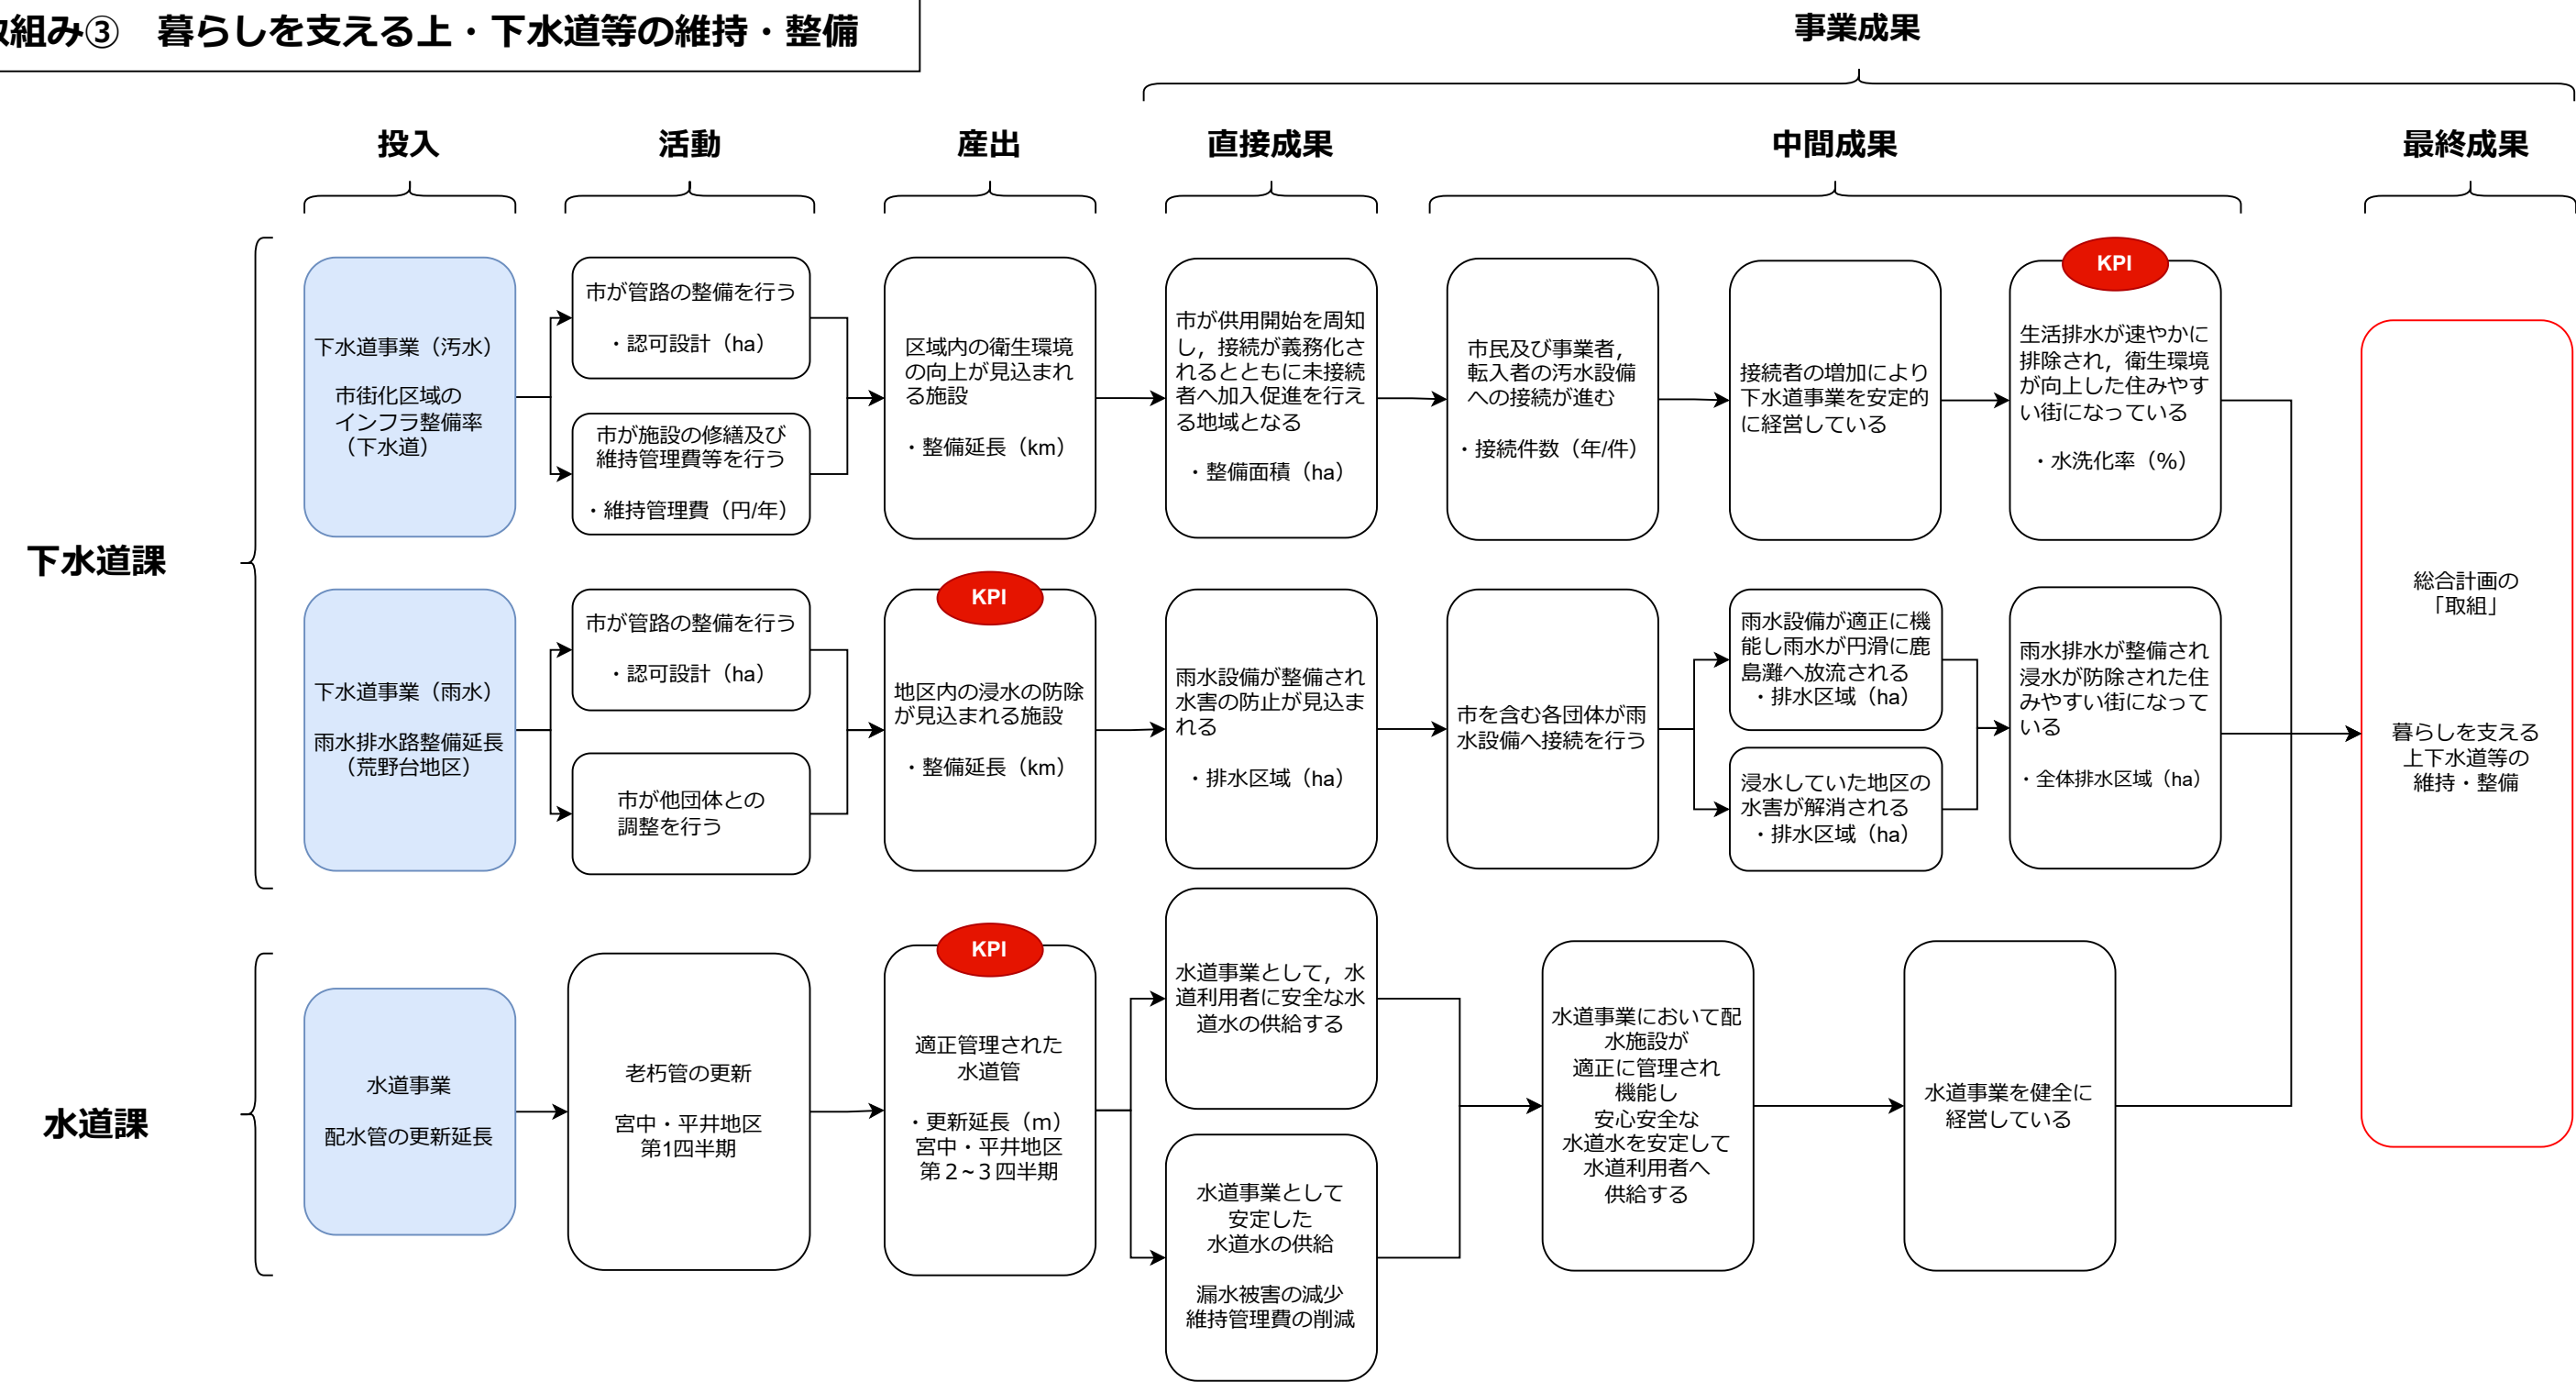 組み③　暮らしを支える上・下水道等の維持・整備
事業成果
投入
活動
産出
直接成果
中間成果
最終成果
下水道課
下水道事業（汚水）
市街化区域の
インフラ整備率
（下水道）
市が管路の整備を行う
・認可設計（ha）
市が施設の修繕及び
維持管理費等を行う
・維持管理費（円/年）
区域内の衛生環境
の向上が見込まれ
る施設
・整備延長（km）
市が供用開始を周知
し，接続が義務化さ
れるとともに未接続
者へ加入促進を行え
る地域となる
・整備面積（ha）
市民及び事業者，
転入者の汚水設備
への接続が進む
・接続件数（年/件）
接続者の増加により
下水道事業を安定的
に経営している
KPI
生活排水が速やかに
排除され，衛生環境
が向上した住みやす
い街になっている
・水洗化率（%）
下水道事業（雨水）
雨水排水路整備延長
（荒野台地区）
市が管路の整備を行う
・認可設計（ha）
市が他団体との
調整を行う
KPI
地区内の浸水の防除
が見込まれる施設
・整備延長（km）
雨水設備が整備され
水害の防止が見込ま
れる
・排水区域（ha）
市を含む各団体が雨
水設備へ接続を行う
雨水設備が適正に機
能し雨水が円滑に鹿
島灘へ放流される
・排水区域（ha）
浸水していた地区の
水害が解消される
・排水区域（ha）
雨水排水が整備され
浸水が防除された住
みやすい街になって
いる
・全体排水区域（ha）
総合計画の
「取組」
暮らしを支える
上下水道等の
維持・整備
水道課
水道事業
配水管の更新延長
老朽管の更新
宮中・平井地区
第1四半期
KPI
適正管理された
水道管
・更新延長（m）
宮中・平井地区
第２~３四半期
水道事業として，水
道利用者に安全な水
道水の供給する
水道事業として
安定した
水道水の供給
漏水被害の減少
維持管理費の削減
水道事業において配
水施設が
適正に管理され
機能し
安心安全な
水道水を安定して
水道利用者へ
供給する
水道事業を健全に
経営している